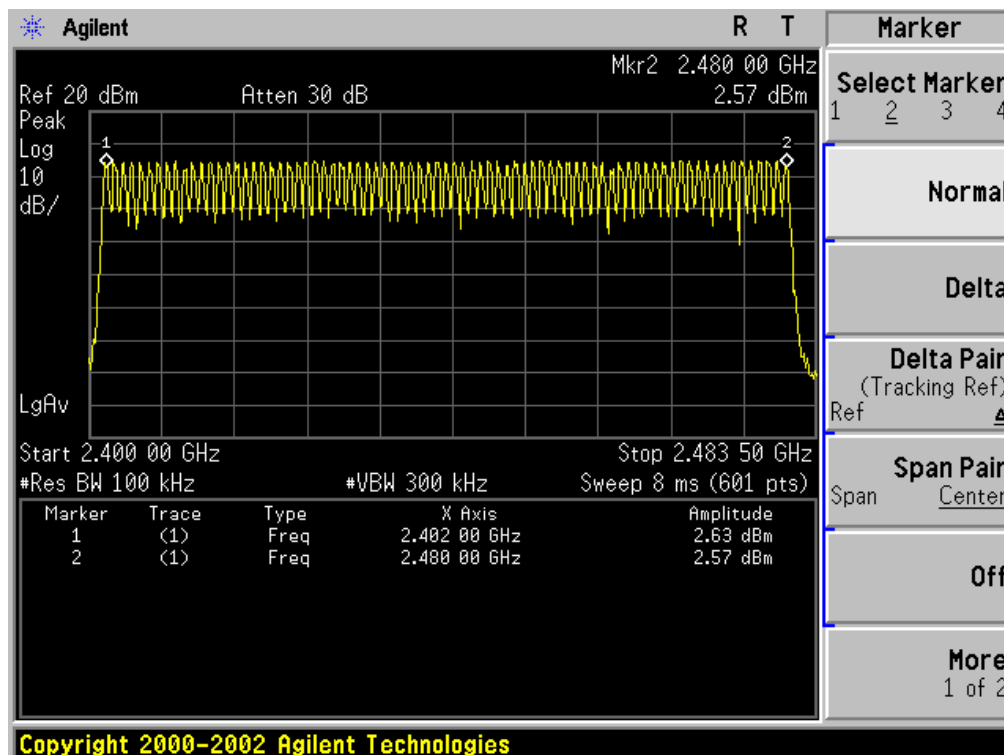 Agilent R T
Mkr2 2.480 00 GHz
Ref 20 dBm Atten 30 dB 2.57 dBm
Peak
Log
10
dB/
1 2
LgAv
Start 2.400 00 GHz Stop 2.483 50 GHz
#Res BW 100 kHz #VBW 300 kHz Sweep 8 ms (601 pts)
Marker Trace Type X Axis Amplitude
1 (1) Freq 2.402 00 GHz 2.63 dBm
2 (1) Freq 2.480 00 GHz 2.57 dBm
Copyright 2000-2002 Agilent Technologies
Marker
Select Marker
1 2 3 4
Normal
Delta
Delta Pair
(Tracking Ref)
Ref Δ
Span Pair
Span Center
Off
More
1 of 2